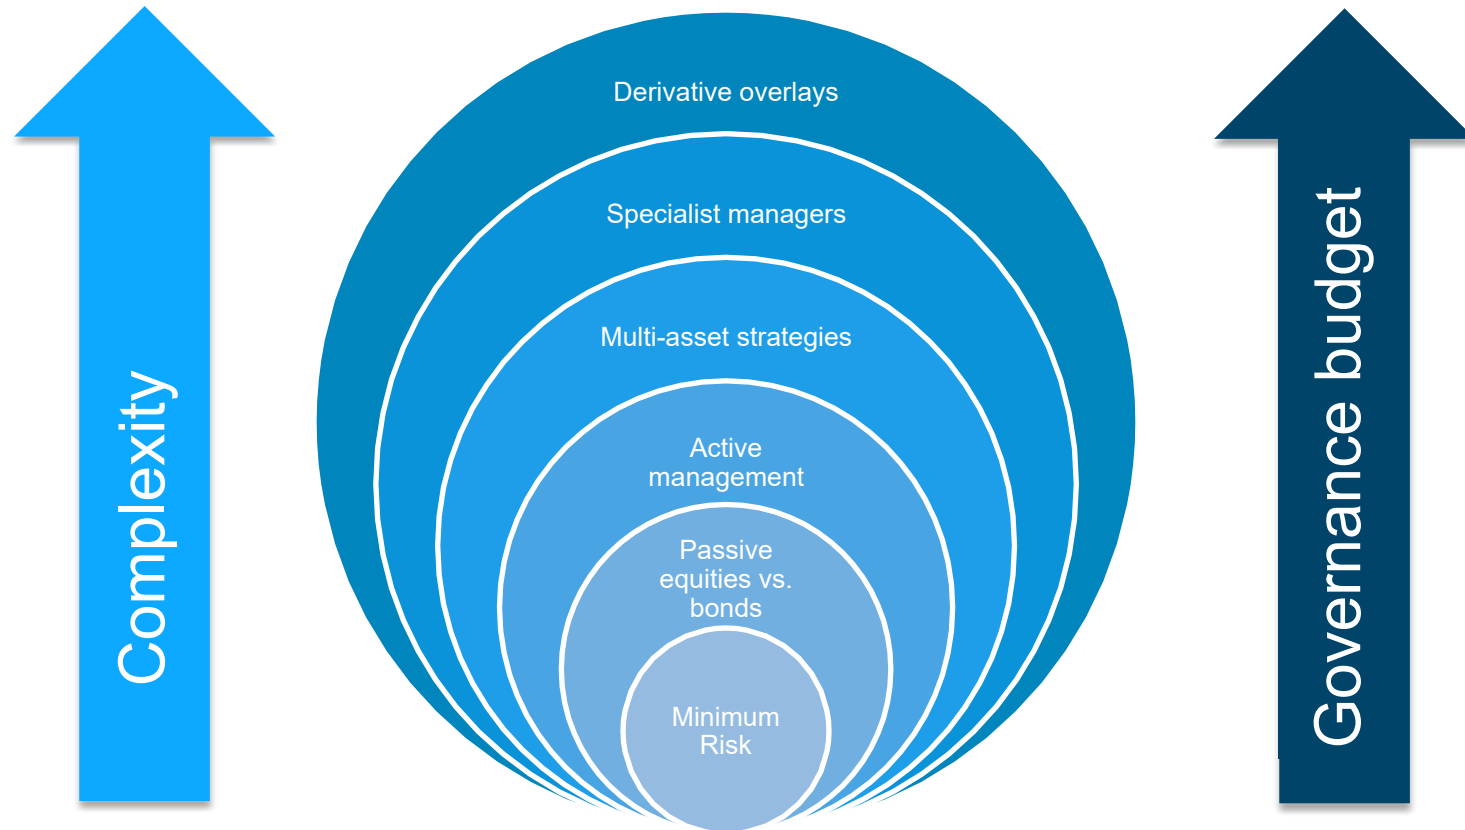 Complexity
Derivative overlays
Specialist managers
Multi-asset strategies
Active
management
Passive
equities vs.
bonds
Minimum
Risk
Governance budget